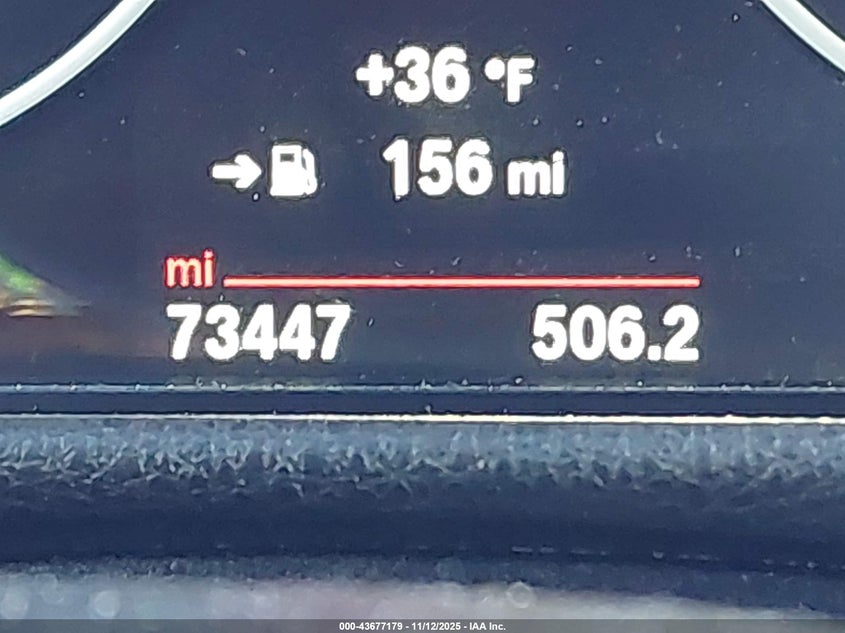 +36 °F
156 mi
mi
73447 506.2
000-43677179 - 11/12/2025 - IAA Inc.